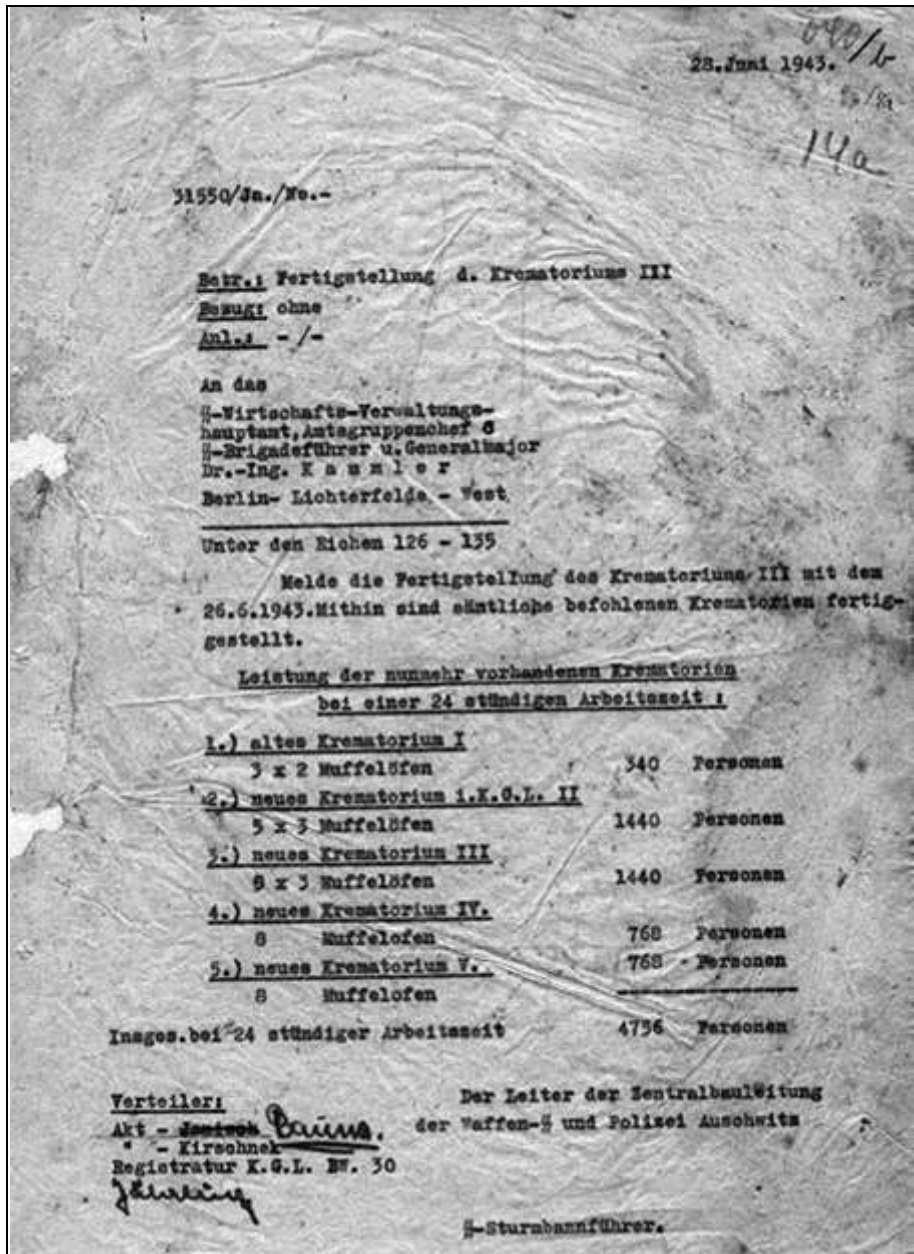 28.Juni 1943.
14a
31550/Ja./Ne.-
Betr.: Fertigstellung d. Krematoriums III
Bezug: ohne
Anl.: - /-
An das
ᛋᛋ-Wirtschafts-Verwaltungs-
hauptamt, Amtsgruppenchef C
ᛋᛋ-Brigadeführer u. Generalmajor
Dr.-Ing. K a m m l e r
Berlin- Lichterfelde - West
Unter den Eichen 126 - 135
Melde die Fertigstellung des Krematoriums III mit dem
26.6.1943. Mithin sind sämtliche befohlenen Krematorien fertig-
gestellt.
Leistung der nunmehr vorhandenen Krematorien
bei einer 24 stündigen Arbeitszeit :
1.) altes Krematorium I
3 x 2 Muffelöfen 340 Personen
2.) neues Krematorium i.K.G.L. II
5 x 3 Muffelöfen 1440 Personen
3.) neues Krematorium III
5 x 3 Muffelöfen 1440 Personen
4.) neues Krematorium IV.
8 Muffelofen 768 Personen
5.) neues Krematorium V. 768 Personen
8 Muffelofen
Insges. bei 24 stündiger Arbeitszeit 4756 Personen
Verteiler:
Akt - Janisch
" - Kirschnek
Registratur K.G.L. BW. 30
Jährling
Der Leiter der Zentralbauleitung
der Waffen-ᛋᛋ und Polizei Auschwitz
ᛋᛋ-Sturmbannführer.